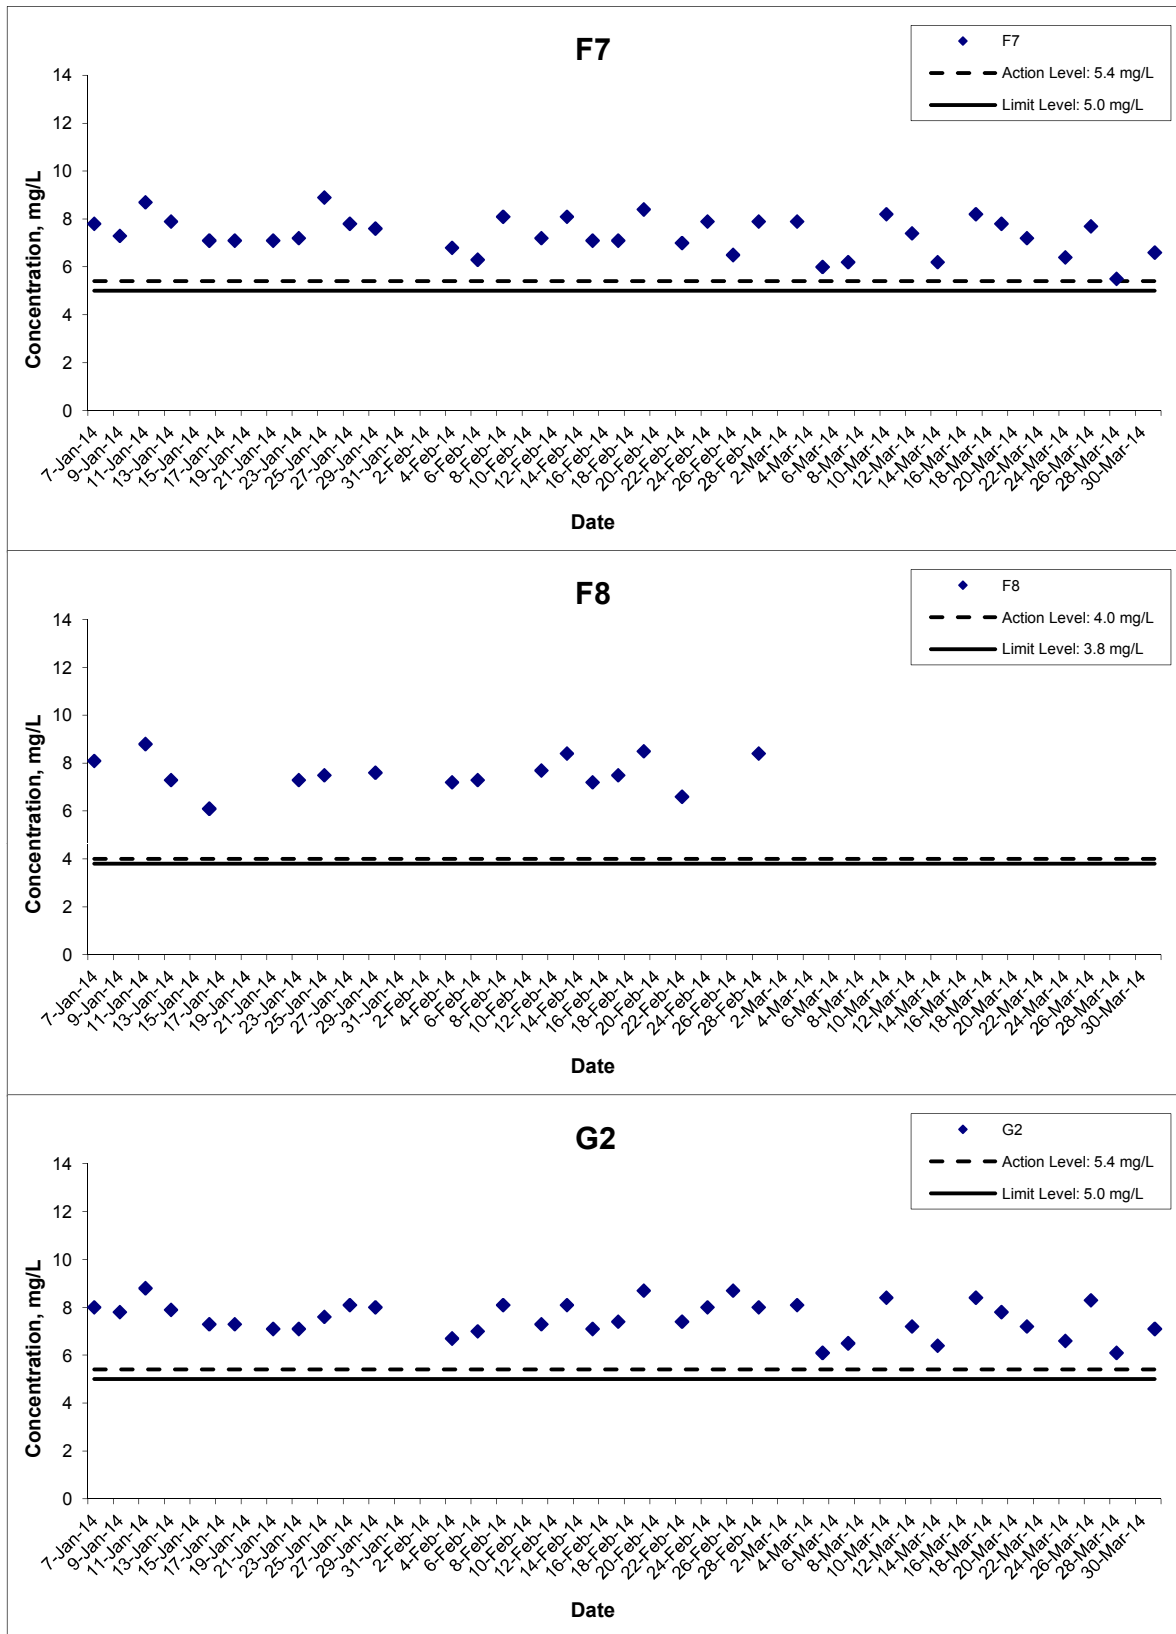 F7
F7
Action Level: 5.4 mg/L
Limit Level: 5.0 mg/L
Concentration, mg/L
14
12
10
8
6
4
2
0
7-Jan-14
9-Jan-14
11-Jan-14
13-Jan-14
15-Jan-14
17-Jan-14
19-Jan-14
21-Jan-14
23-Jan-14
25-Jan-14
27-Jan-14
29-Jan-14
31-Jan-14
2-Feb-14
4-Feb-14
6-Feb-14
8-Feb-14
10-Feb-14
12-Feb-14
14-Feb-14
16-Feb-14
18-Feb-14
20-Feb-14
22-Feb-14
24-Feb-14
26-Feb-14
28-Feb-14
2-Mar-14
4-Mar-14
6-Mar-14
8-Mar-14
10-Mar-14
12-Mar-14
14-Mar-14
16-Mar-14
18-Mar-14
20-Mar-14
22-Mar-14
24-Mar-14
26-Mar-14
28-Mar-14
30-Mar-14
Date
F8
F8
Action Level: 4.0 mg/L
Limit Level: 3.8 mg/L
Concentration, mg/L
14
12
10
8
6
4
2
0
7-Jan-14
9-Jan-14
11-Jan-14
13-Jan-14
15-Jan-14
17-Jan-14
19-Jan-14
21-Jan-14
23-Jan-14
25-Jan-14
27-Jan-14
29-Jan-14
31-Jan-14
2-Feb-14
4-Feb-14
6-Feb-14
8-Feb-14
10-Feb-14
12-Feb-14
14-Feb-14
16-Feb-14
18-Feb-14
20-Feb-14
22-Feb-14
24-Feb-14
26-Feb-14
28-Feb-14
2-Mar-14
4-Mar-14
6-Mar-14
8-Mar-14
10-Mar-14
12-Mar-14
14-Mar-14
16-Mar-14
18-Mar-14
20-Mar-14
22-Mar-14
24-Mar-14
26-Mar-14
28-Mar-14
30-Mar-14
Date
G2
G2
Action Level: 5.4 mg/L
Limit Level: 5.0 mg/L
Concentration, mg/L
14
12
10
8
6
4
2
0
7-Jan-14
9-Jan-14
11-Jan-14
13-Jan-14
15-Jan-14
17-Jan-14
19-Jan-14
21-Jan-14
23-Jan-14
25-Jan-14
27-Jan-14
29-Jan-14
31-Jan-14
2-Feb-14
4-Feb-14
6-Feb-14
8-Feb-14
10-Feb-14
12-Feb-14
14-Feb-14
16-Feb-14
18-Feb-14
20-Feb-14
22-Feb-14
24-Feb-14
26-Feb-14
28-Feb-14
2-Mar-14
4-Mar-14
6-Mar-14
8-Mar-14
10-Mar-14
12-Mar-14
14-Mar-14
16-Mar-14
18-Mar-14
20-Mar-14
22-Mar-14
24-Mar-14
26-Mar-14
28-Mar-14
30-Mar-14
Date